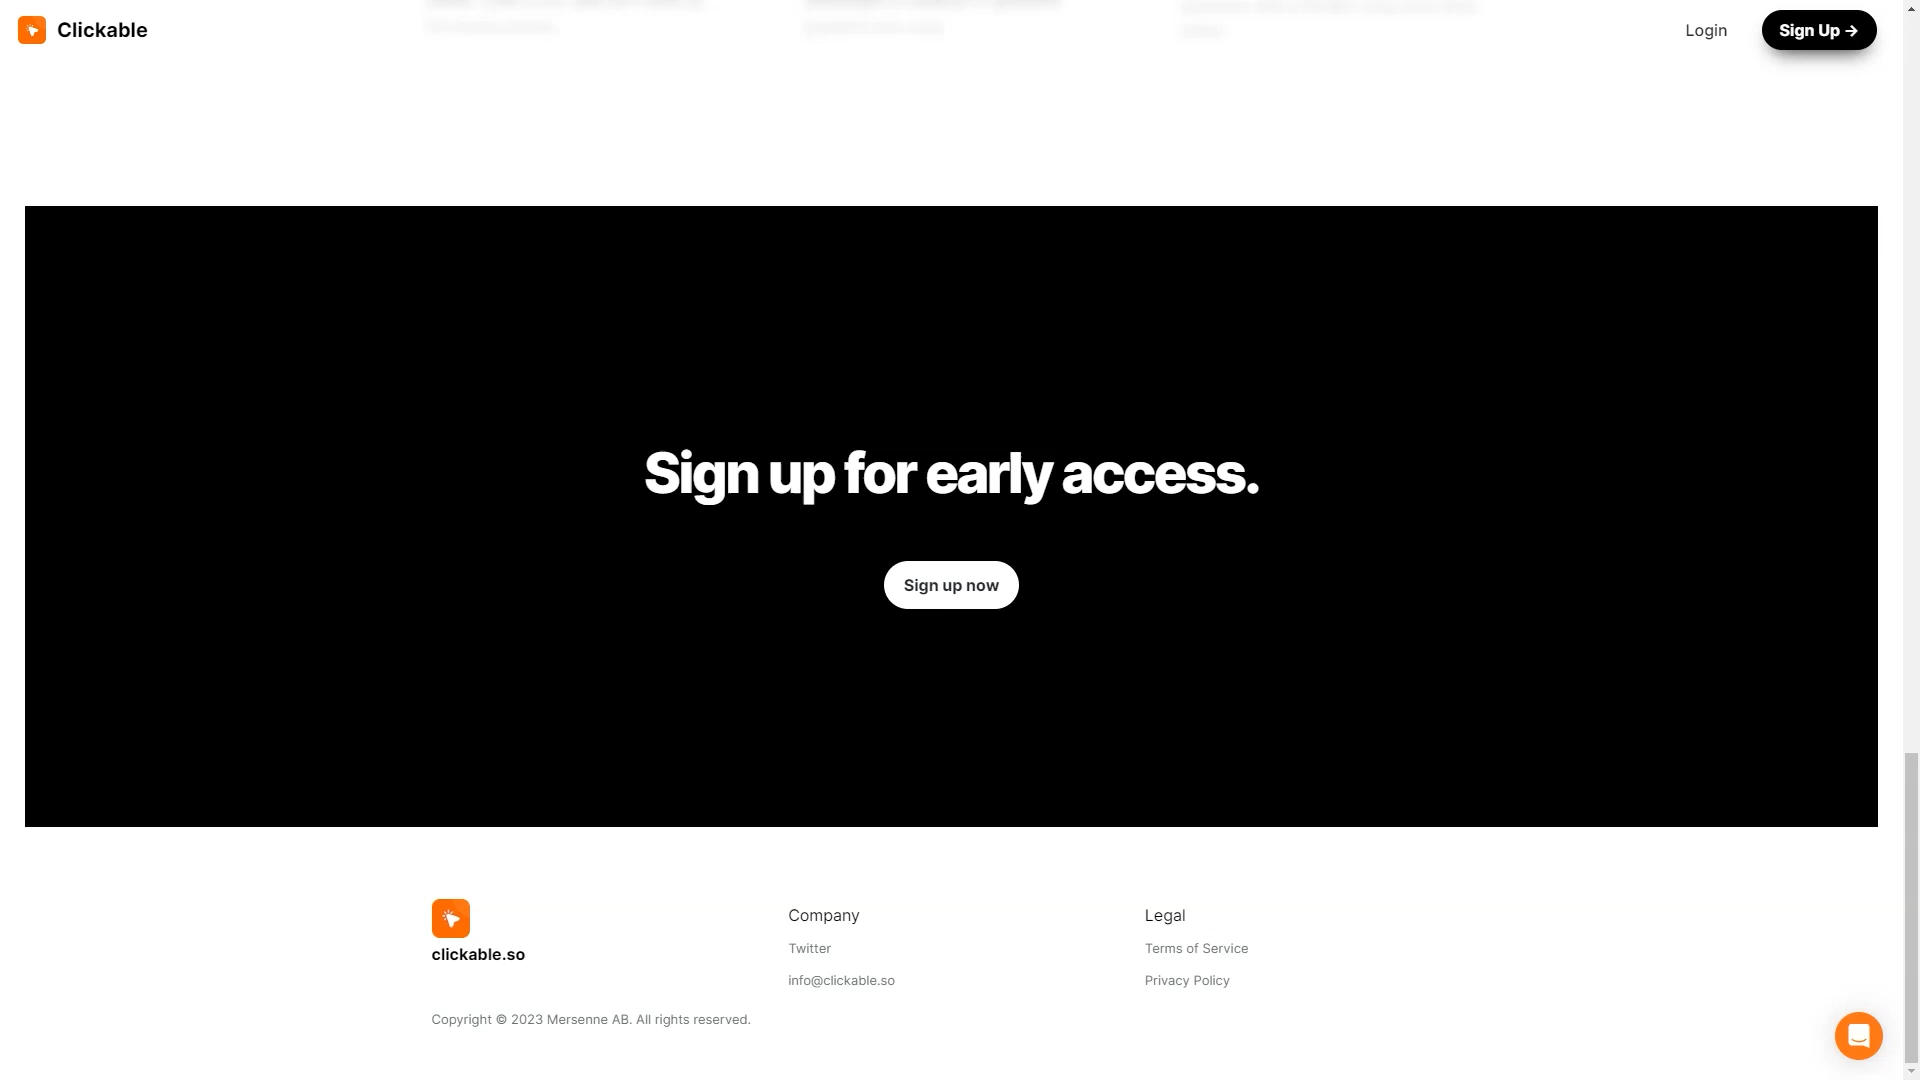 Clickable
Login
Sign Up →
Sign up for early access.
Sign up now
clickable.so
Company
Twitter
info@clickable.so
Legal
Terms of Service
Privacy Policy
Copyright © 2023 Mersenne AB. All rights reserved.